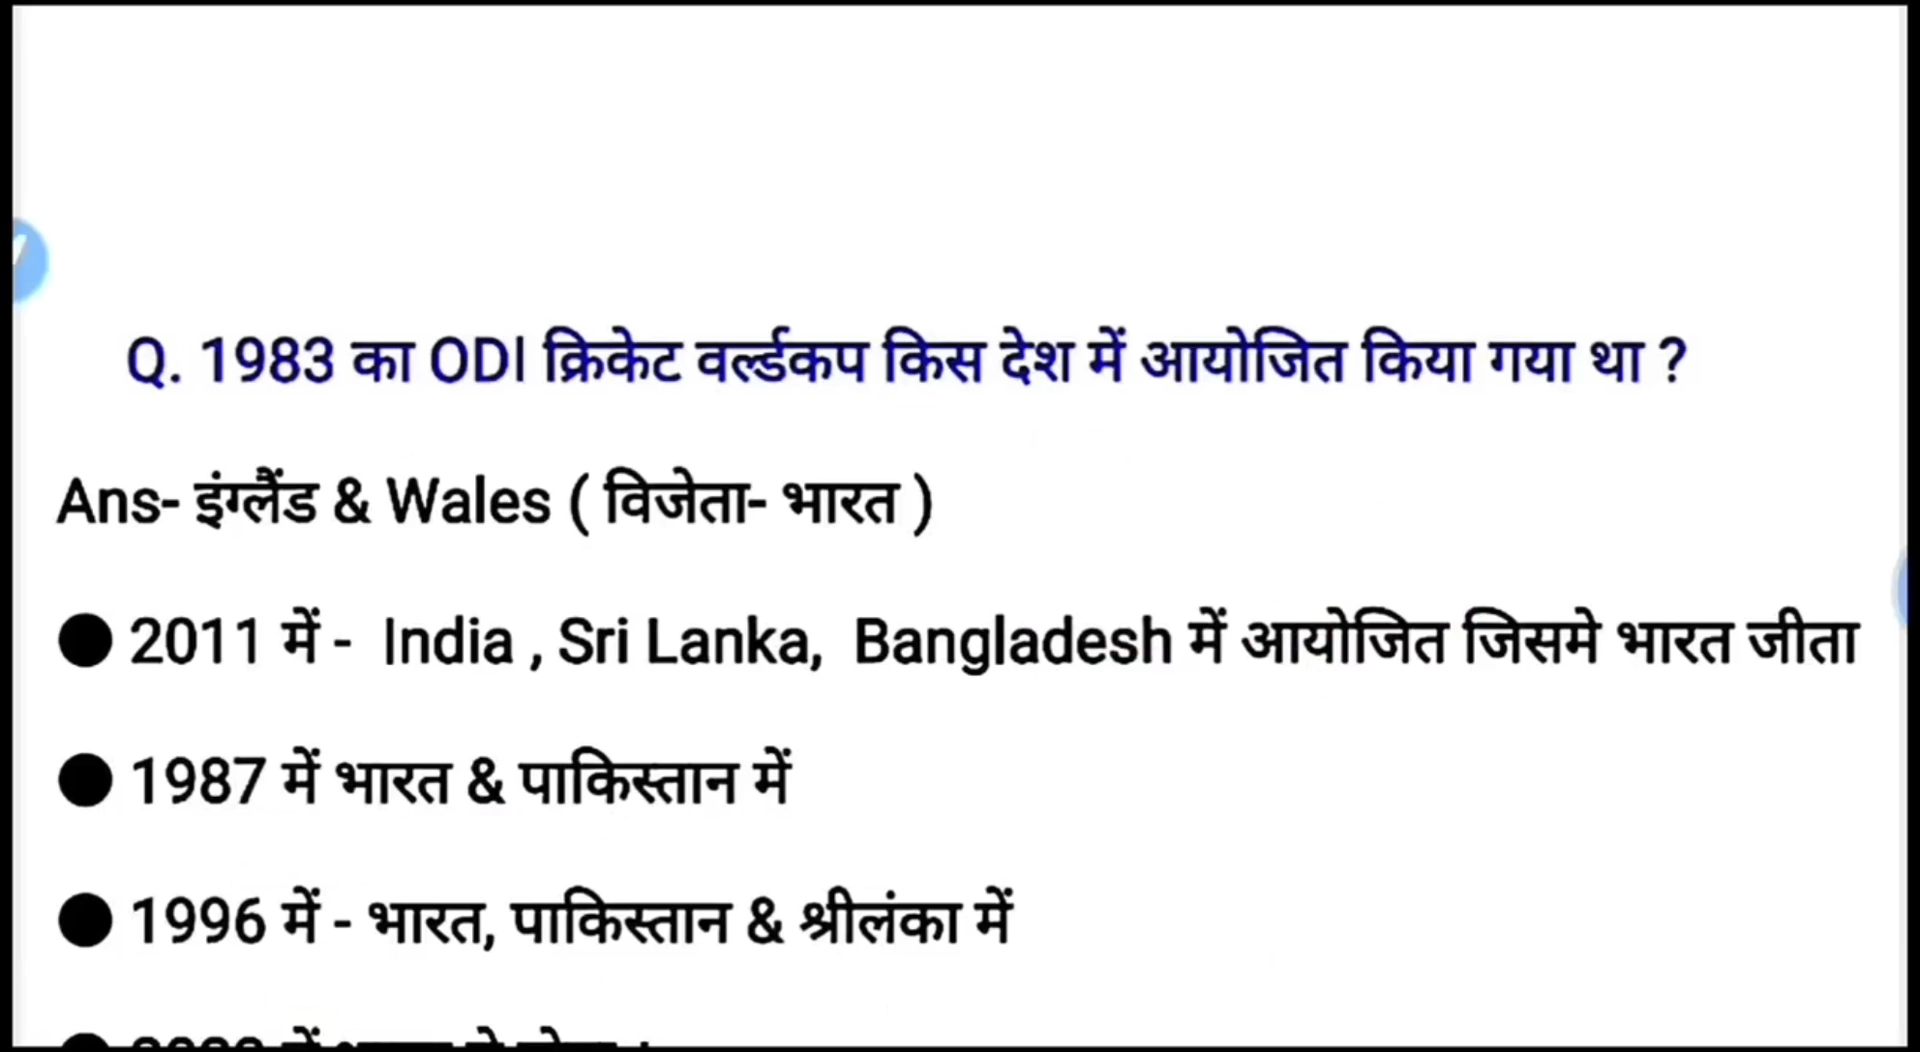 Q. 1983 का ODI क्रिकेट वर्ल्डकप किस देश में आयोजित किया गया था ?
Ans- इंग्लैंड & Wales ( विजेता- भारत )
● 2011 में - India , Sri Lanka, Bangladesh में आयोजित जिसमे भारत जीता
● 1987 में भारत & पाकिस्तान में
● 1996 में - भारत, पाकिस्तान & श्रीलंका में